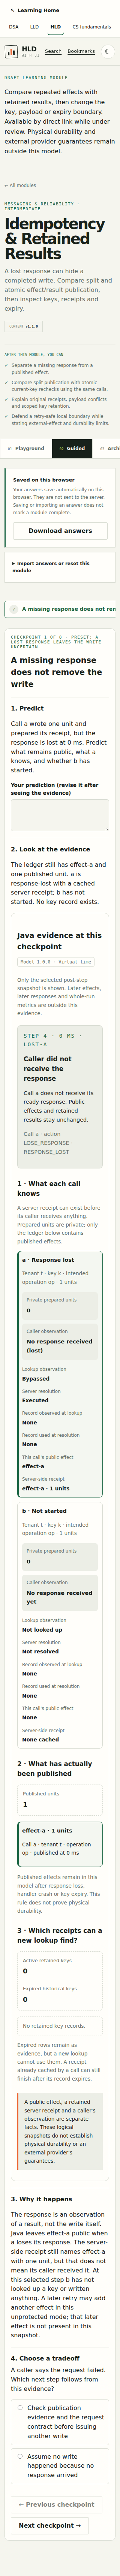 ↖ Learning Home
DSA LLD HLD CS fundamentals
HLD
WITH UI
Search Bookmarks
DRAFT LEARNING MODULE
Compare repeated effects with
retained results, then change the
key, payload or expiry boundary.
Available by direct link while under
review. Physical durability and
external provider guarantees remain
outside this model.
← All modules
MESSAGING & RELIABILITY ·
INTERMEDIATE
Idempotency
& Retained
Results
A lost response can hide a
completed write. Compare split and
atomic effect/result publication,
then inspect keys, receipts and
expiry.
CONTENT v1.1.0
AFTER THIS MODULE, YOU CAN
✓ Separate a missing response from a
published effect.
✓ Compare split publication with atomic
current-key rechecks using the same calls.
✓ Explain original receipts, payload conflicts
and scoped key retention.
✓ Defend a retry-safe local boundary while
stating external-effect and durability limits.
01 Playground
02 Guided
03 Archi
Saved on this browser
Your answers save automatically on this
browser. They are not sent to the server.
Saving or importing an answer does not
mark a module complete.
Download answers
▸ Import answers or reset this
module
✓ A missing response does not rem
CHECKPOINT 1 OF 8 · PRESET: A
LOST RESPONSE LEAVES THE WRITE
UNCERTAIN
A missing response
does not remove the
write
1. Predict
Call a wrote one unit and
prepared its receipt, but the
response is lost at 0 ms. Predict
what remains public, what a
knows, and whether b has
started.
Your prediction (revise it after
seeing the evidence)
2. Look at the evidence
The ledger still has effect-a and
one published unit. a is
response-lost with a cached
server receipt; b has not
started. No key record exists.
Java evidence at this
checkpoint
Model 1.0.0 · Virtual time
Only the selected post-step
snapshot is shown. Later effects,
later responses and whole-run
metrics are outside this
evidence.
STEP 4 · 0 MS ·
LOST-A
Caller did not
receive the
response
Call a does not receive its
ready response. Public
effects and retained
results stay unchanged.
Call a · action
LOSE_RESPONSE ·
RESPONSE_LOST
1 · What each call
knows
A server receipt can exist before
its caller receives anything.
Prepared units are private; only
the ledger below contains
published effects.
a · Response lost
Tenant t · key k · intended
operation op · 1 units
Private prepared units
0
Caller observation
No response received
(lost)
Lookup observation
Bypassed
Server resolution
Executed
Record observed at lookup
None
Record used at resolution
None
This call's public effect
effect-a
Server-side receipt
effect-a · 1 units
b · Not started
Tenant t · key k · intended
operation op · 1 units
Private prepared units
0
Caller observation
No response received
yet
Lookup observation
Not looked up
Server resolution
Not resolved
Record observed at lookup
None
Record used at resolution
None
This call's public effect
None
Server-side receipt
None cached
2 · What has actually
been published
Published units
1
effect-a · 1 units
Call a · tenant t · operation
op · published at 0 ms
Published effects remain in this
model after response loss,
handler crash or key expiry. This
rule does not prove physical
durability.
3 · Which receipts can a
new lookup find?
Active retained keys
0
Expired historical keys
0
No retained key records.
Expired rows remain as
evidence, but a new lookup
cannot use them. A receipt
already cached by a call can still
finish after its record expires.
A public effect, a retained
server receipt and a caller's
observation are separate
facts. These logical
snapshots do not establish
physical durability or an
external provider's
guarantees.
3. Why it happens
The response is an observation
of a result, not the write itself.
Java leaves effect-a public when
a loses its response. The server-
side receipt still names effect-a
with one unit, but that does not
mean its caller received it. At
this selected step b has not
looked up a key or written
anything. A later retry may add
another effect in this
unprotected mode; that later
effect is not present in this
snapshot.
4. Choose a tradeoff
A caller says the request failed.
Which next step follows from
the evidence?
Check publication
evidence and the request
contract before issuing
another write
Assume no write
happened because no
response arrived
← Previous checkpoint
Next checkpoint →